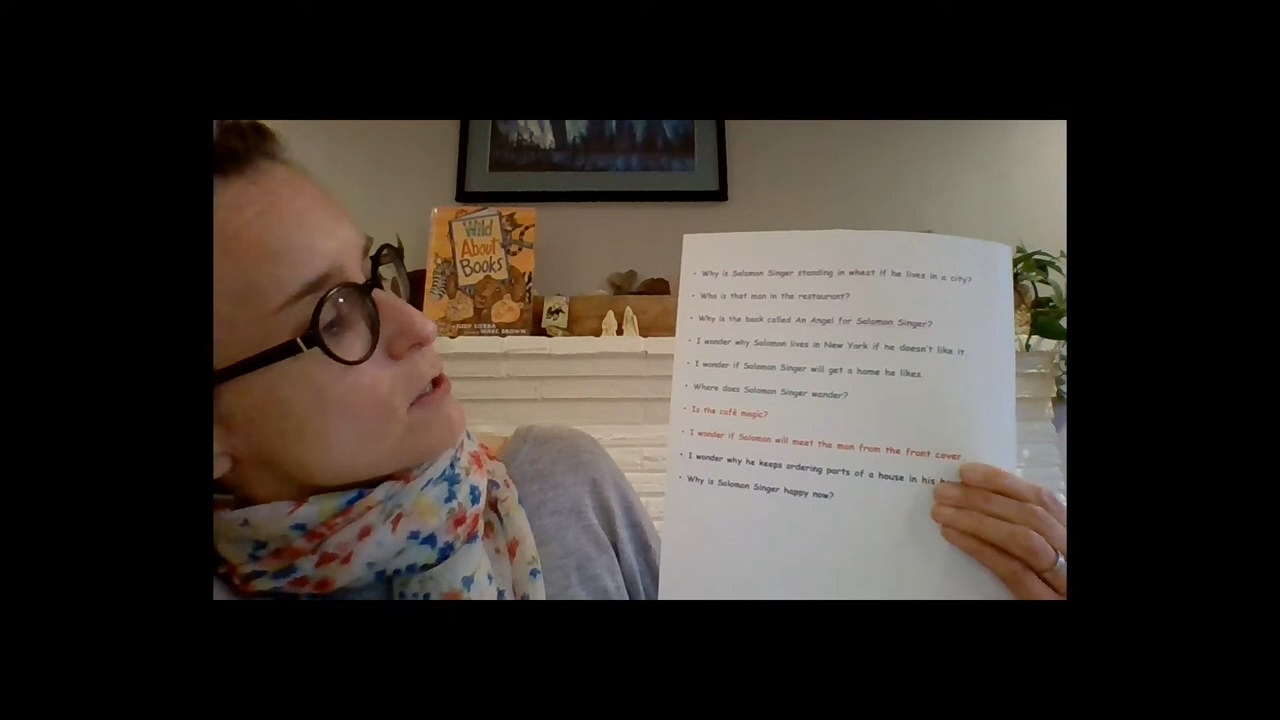 Wild
About
Books
JUDY SIERRA
MARC BROWN
• Why is Solomon Singer standing in wheat if he lives in a city?
• Who is that man in the restaurant?
• Why is the book called An Angel for Solomon Singer?
• I wonder why Solomon lives in New York if he doesn't like it.
• I wonder if Solomon Singer will get a home he likes.
• Where does Solomon Singer wander?
• Is the café magic?
• I wonder if Solomon will meet the man from the front cover.
• I wonder why he keeps ordering parts of a house in his
• Why is Solomon Singer happy now?